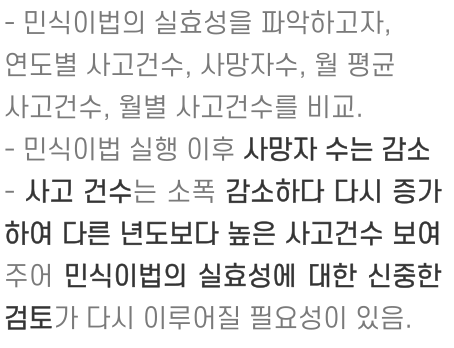 - 민식이법의 실효성을 파악하고자,
연도별 사고건수, 사망자수, 월 평균
사고건수, 월별 사고건수를 비교.
- 민식이법 실행 이후 사망자 수는 감소
- 사고 건수는 소폭 감소하다 다시 증가
하여 다른 년도보다 높은 사고건수 보여
주어 민식이법의 실효성에 대한 신중한
검토가 다시 이루어질 필요성이 있음.